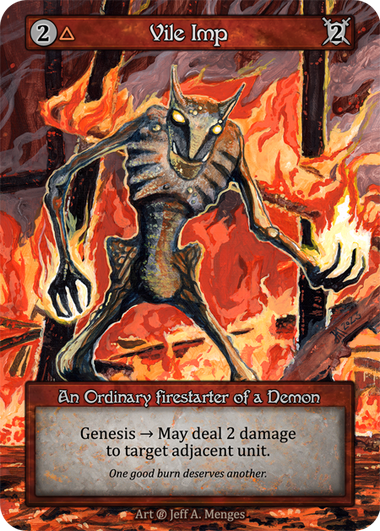 2 Vile Imp 2
An Ordinary firestarter of a Demon
Genesis → May deal 2 damage
to target adjacent unit.
One good burn deserves another.
Art @ Jeff A. Menges